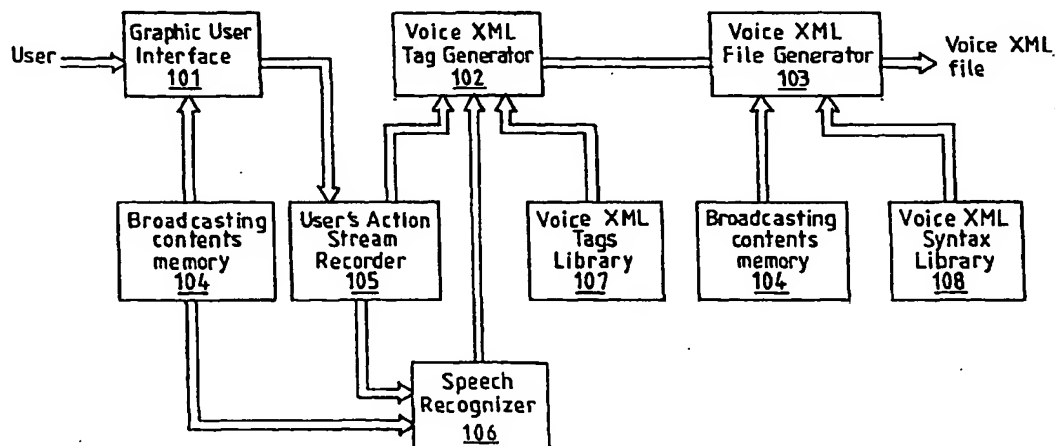 User
Graphic User
Interface
101
Voice XML
Tag Generator
102
Voice XML
File Generator
103
Voice XML
file
Broadcasting
contents
memory
104
User's Action
Stream
Recorder
105
Voice XML
Tags
Library
107
Broadcasting
contents
memory
104
Voice XML
Syntax
Library
108
Speech
Recognizer
106